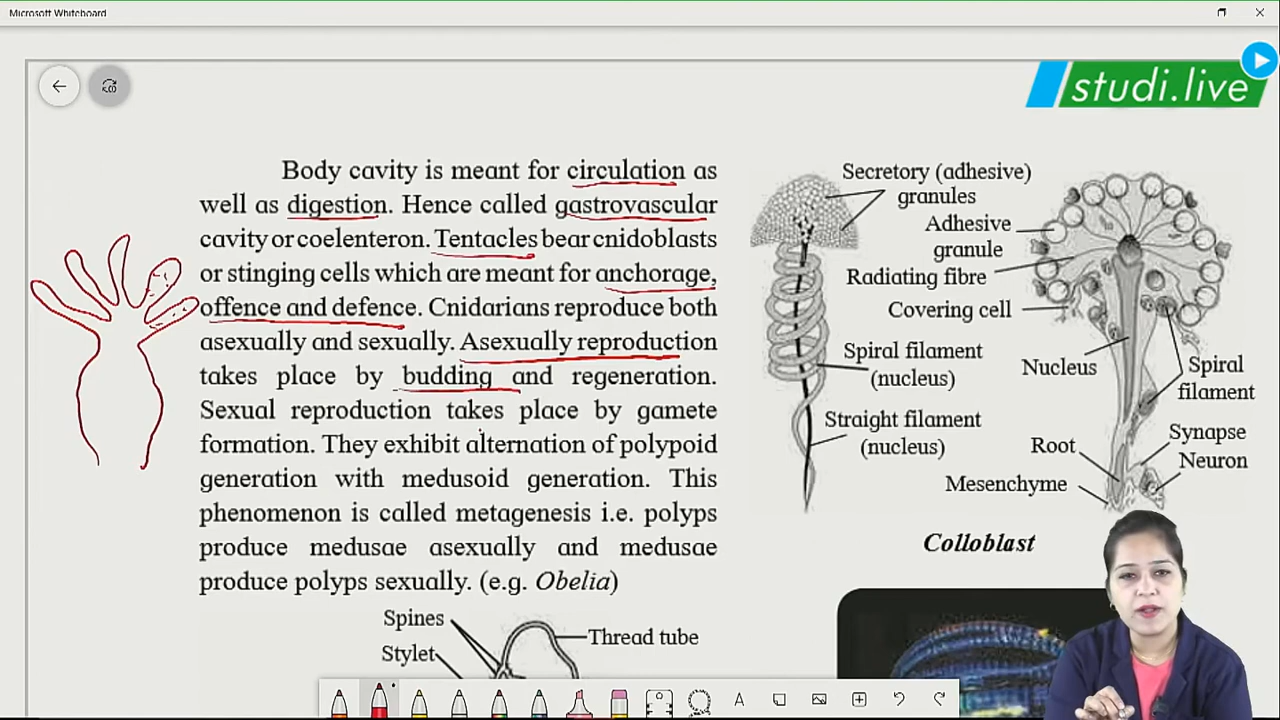 Microsoft Whiteboard
studi.live
Body cavity is meant for circulation as
well as digestion. Hence called gastrovascular
cavity or coelenteron. Tentacles bear cnidoblasts
or stinging cells which are meant for anchorage,
offence and defence. Cnidarians reproduce both
asexually and sexually. Asexually reproduction
takes place by budding and regeneration.
Sexual reproduction takes place by gamete
formation. They exhibit alternation of polypoid
generation with medusoid generation. This
phenomenon is called metagenesis i.e. polyps
produce medusae asexually and medusae
produce polyps sexually. (e.g. Obelia)
Spines
Stylet
Thread tube
Secretory (adhesive)
granules
Adhesive
granule
Radiating fibre
Covering cell
Spiral filament
(nucleus)
Straight filament
(nucleus)
Nucleus
Spiral
filament
Root
Synapse
Neuron
Mesenchyme
Colloblast
A